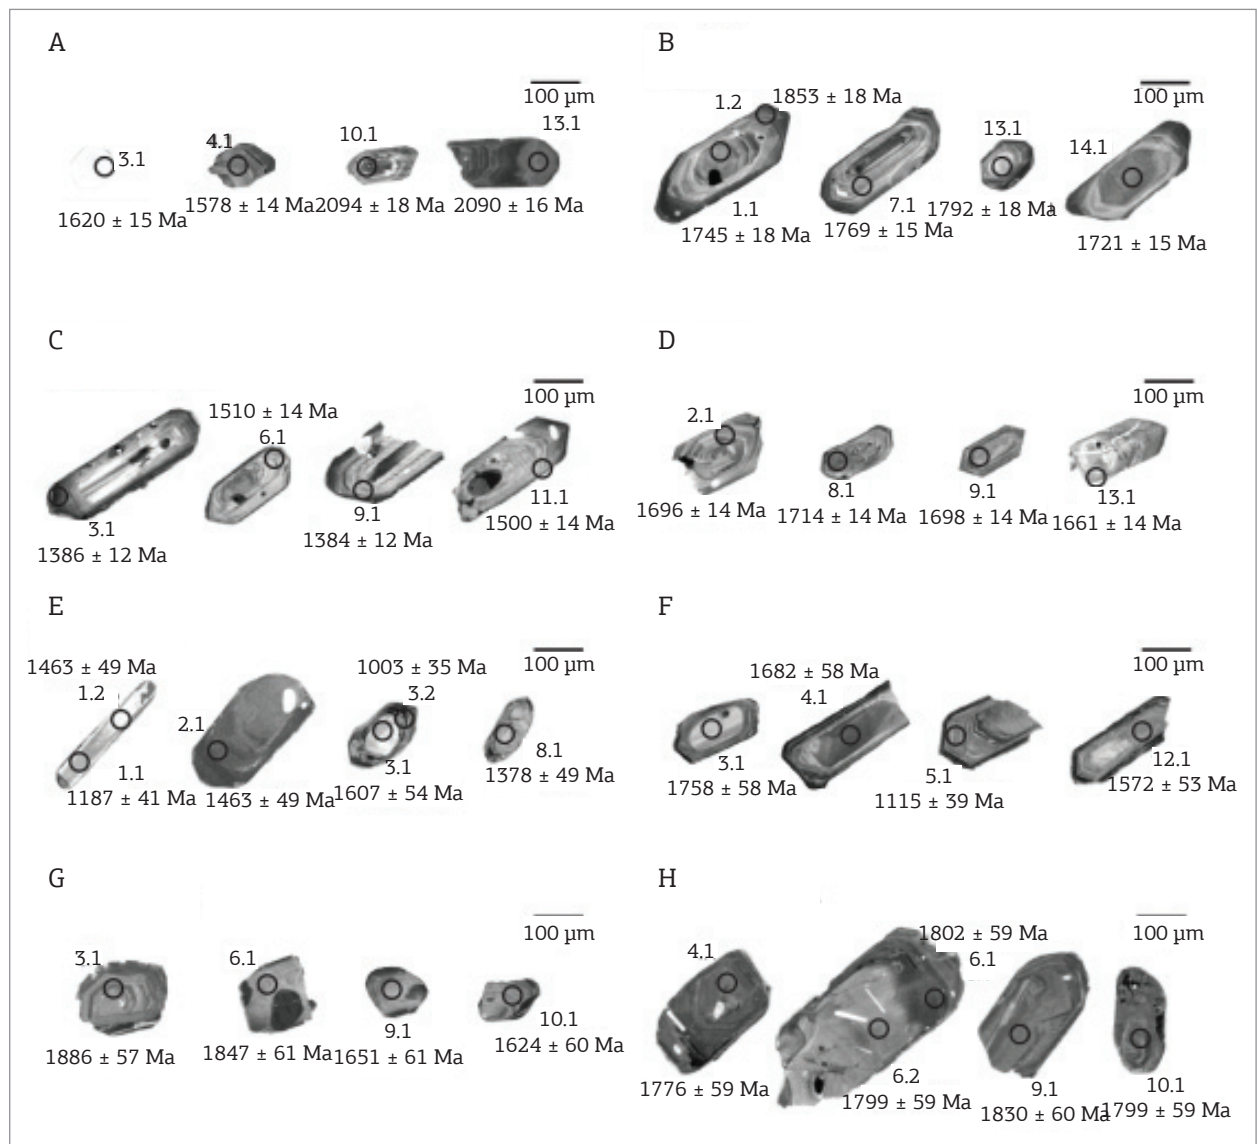 A
100 µm
3.1
1620 ± 15 Ma
4.1
1578 ± 14 Ma
10.1
2094 ± 18 Ma
13.1
2090 ± 16 Ma
B
100 µm
1.2
1853 ± 18 Ma
1.1
1745 ± 18 Ma
7.1
1769 ± 15 Ma
13.1
1792 ± 18 Ma
14.1
1721 ± 15 Ma
C
100 µm
3.1
1386 ± 12 Ma
1510 ± 14 Ma
6.1
9.1
1384 ± 12 Ma
11.1
1500 ± 14 Ma
D
100 µm
2.1
1696 ± 14 Ma
8.1
1714 ± 14 Ma
9.1
1698 ± 14 Ma
13.1
1661 ± 14 Ma
E
100 µm
1463 ± 49 Ma
1.2
1.1
1187 ± 41 Ma
2.1
1463 ± 49 Ma
1003 ± 35 Ma
3.2
3.1
1607 ± 54 Ma
8.1
1378 ± 49 Ma
F
100 µm
3.1
1758 ± 58 Ma
1682 ± 58 Ma
4.1
5.1
1115 ± 39 Ma
12.1
1572 ± 53 Ma
G
100 µm
3.1
1886 ± 57 Ma
6.1
1847 ± 61 Ma
9.1
1651 ± 61 Ma
10.1
1624 ± 60 Ma
H
100 µm
4.1
1776 ± 59 Ma
1802 ± 59 Ma
6.1
6.2
1799 ± 59 Ma
9.1
1830 ± 60 Ma
10.1
1799 ± 59 Ma